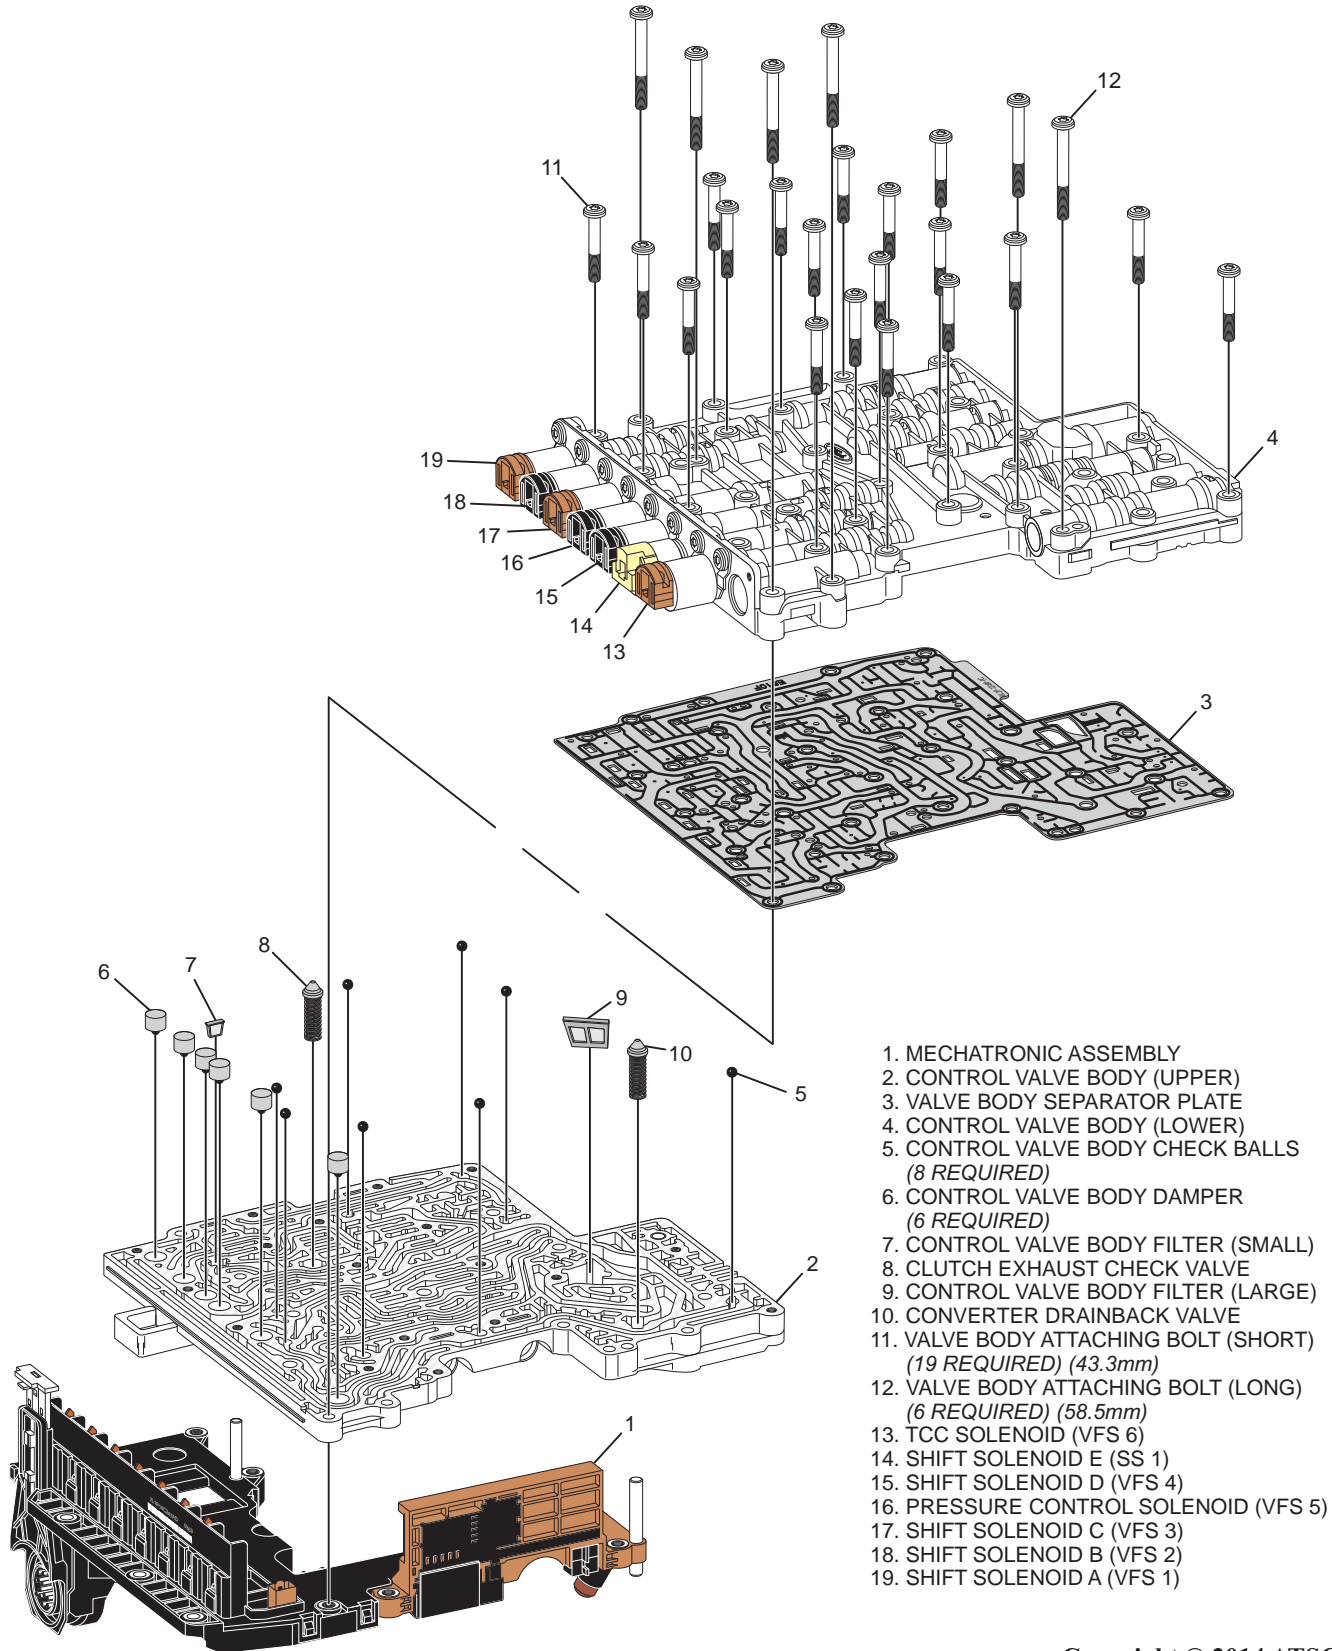 12
11
4
19
18
17
16
15
14
13
3
8
6
7
9
10
5
2
1
1. MECHATRONIC ASSEMBLY
2. CONTROL VALVE BODY (UPPER)
3. VALVE BODY SEPARATOR PLATE
4. CONTROL VALVE BODY (LOWER)
5. CONTROL VALVE BODY CHECK BALLS
(8 REQUIRED)
6. CONTROL VALVE BODY DAMPER
(6 REQUIRED)
7. CONTROL VALVE BODY FILTER (SMALL)
8. CLUTCH EXHAUST CHECK VALVE
9. CONTROL VALVE BODY FILTER (LARGE)
10. CONVERTER DRAINBACK VALVE
11. VALVE BODY ATTACHING BOLT (SHORT)
(19 REQUIRED) (43.3mm)
12. VALVE BODY ATTACHING BOLT (LONG)
(6 REQUIRED) (58.5mm)
13. TCC SOLENOID (VFS 6)
14. SHIFT SOLENOID E (SS 1)
15. SHIFT SOLENOID D (VFS 4)
16. PRESSURE CONTROL SOLENOID (VFS 5)
17. SHIFT SOLENOID C (VFS 3)
18. SHIFT SOLENOID B (VFS 2)
19. SHIFT SOLENOID A (VFS 1)